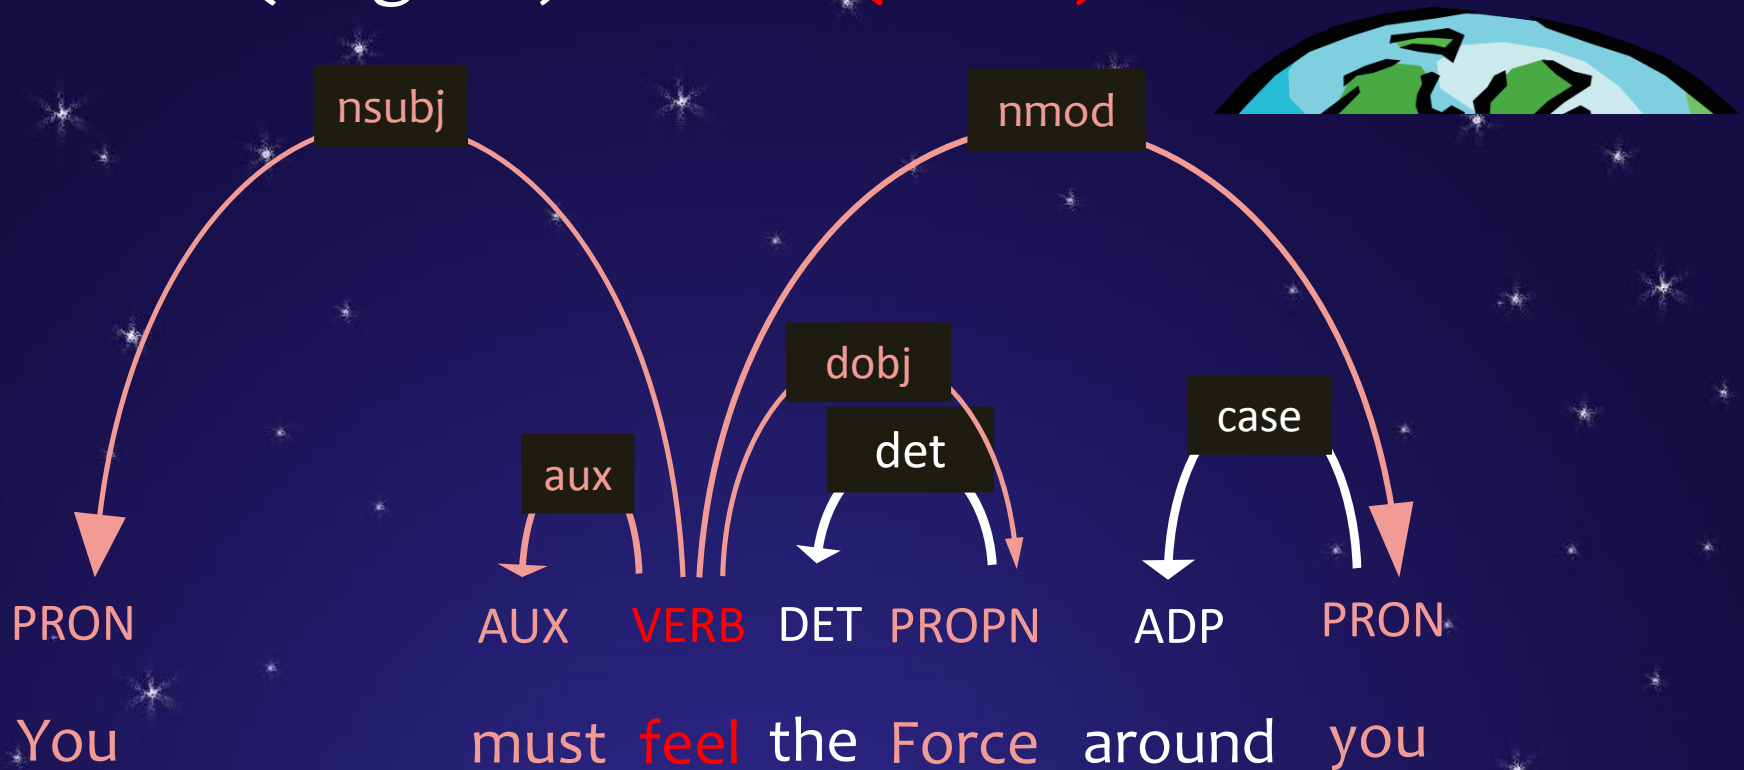 nsubj nmod
dobj
case
det
aux
PRON AUX VERB DET PROPN ADP PRON
You must feel the Force around you